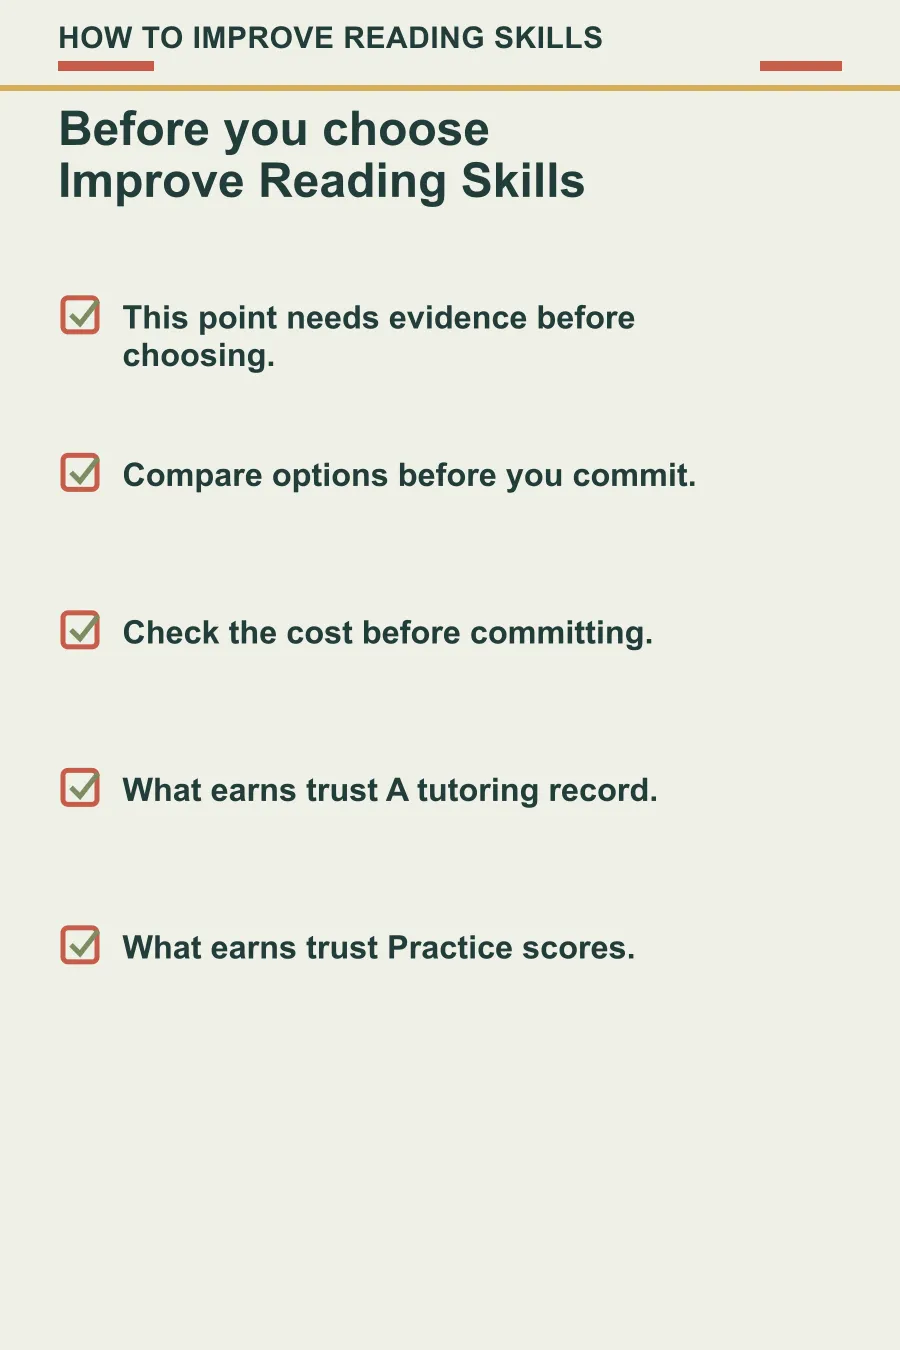 HOW TO IMPROVE READING SKILLS
Before you choose
Improve Reading Skills
This point needs evidence before
choosing.
Compare options before you commit.
Check the cost before committing.
What earns trust A tutoring record.
What earns trust Practice scores.